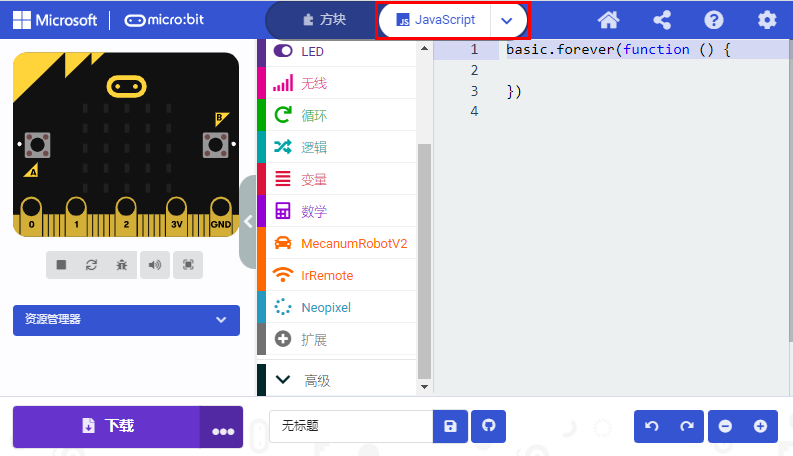 Microsoft micro:bit 方块 JavaScript
LED
无线
循环
逻辑
变量
数学
MecanumRobotV2
IrRemote
Neopixel
扩展
高级
1 basic.forever(function () {
2
3 })
4
B
A
0 1 2 3V GND
资源管理器
下载
无标题